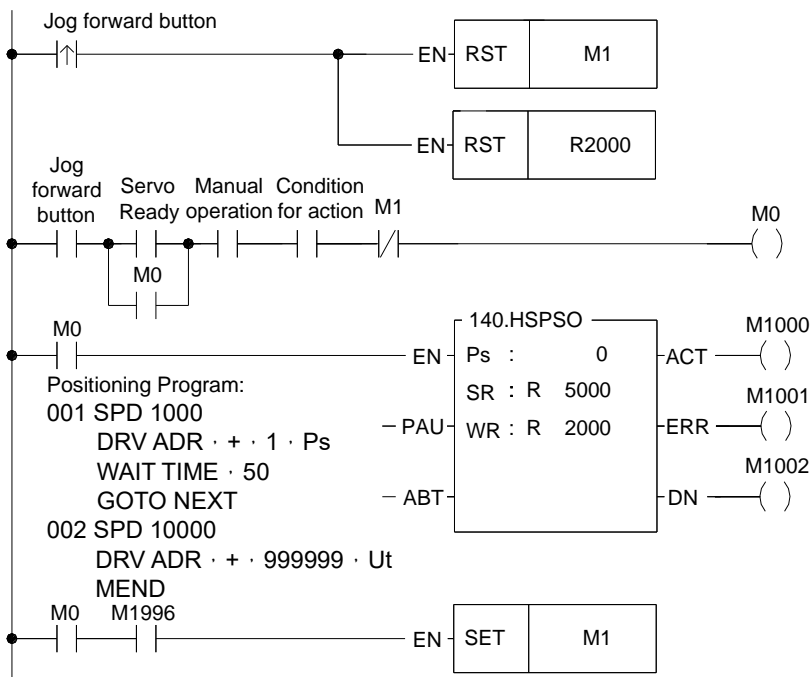 Jog forward button
EN
RST
M1
EN
RST
R2000
Jog
forward
button
Servo
Ready
Manual
operation
Condition
for action
M1
M0
M0
M0
EN
140.HSPSO
Ps : 0
SR : R 5000
WR : R 2000
PAU
ABT
ACT
M1000
ERR
M1001
DN
M1002
Positioning Program:
001 SPD 1000
DRV ADR · + · 1 · Ps
WAIT TIME · 50
GOTO NEXT
002 SPD 10000
DRV ADR · + · 999999 · Ut
MEND
M0
M1996
EN
SET
M1